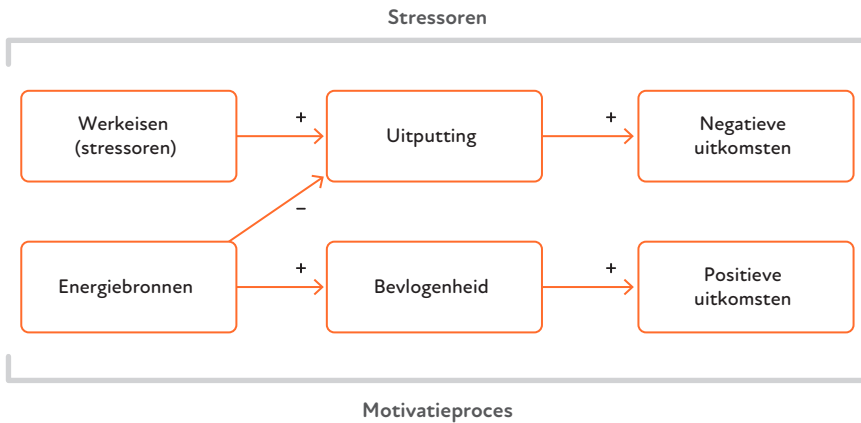 Stressoren
Werkeisen
(stressoren)
+
Uitputting
+
Negatieve
uitkomsten
–
Energiebronnen
+
Bevlogenheid
+
Positieve
uitkomsten
Motivatieproces